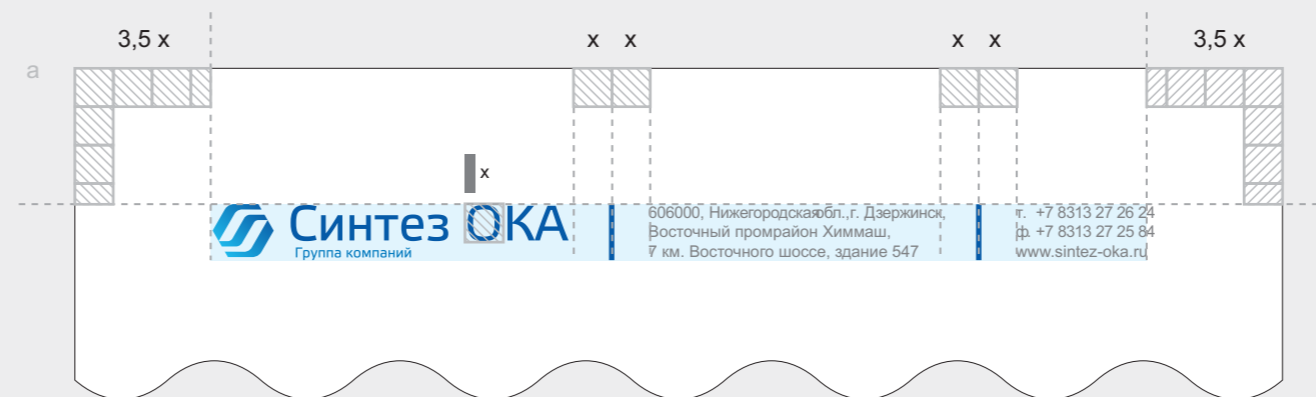 3,5 x
x x
x x
3,5 x
a
x
Синтез ОКА
Группа компаний
606000, Нижегородская обл., г. Дзержинск,
Восточный промрайон Химмаш,
7 км. Восточного шоссе, здание 547
т. +7 8313 27 26 24
ф. +7 8313 27 25 84
www.sintez-oka.ru